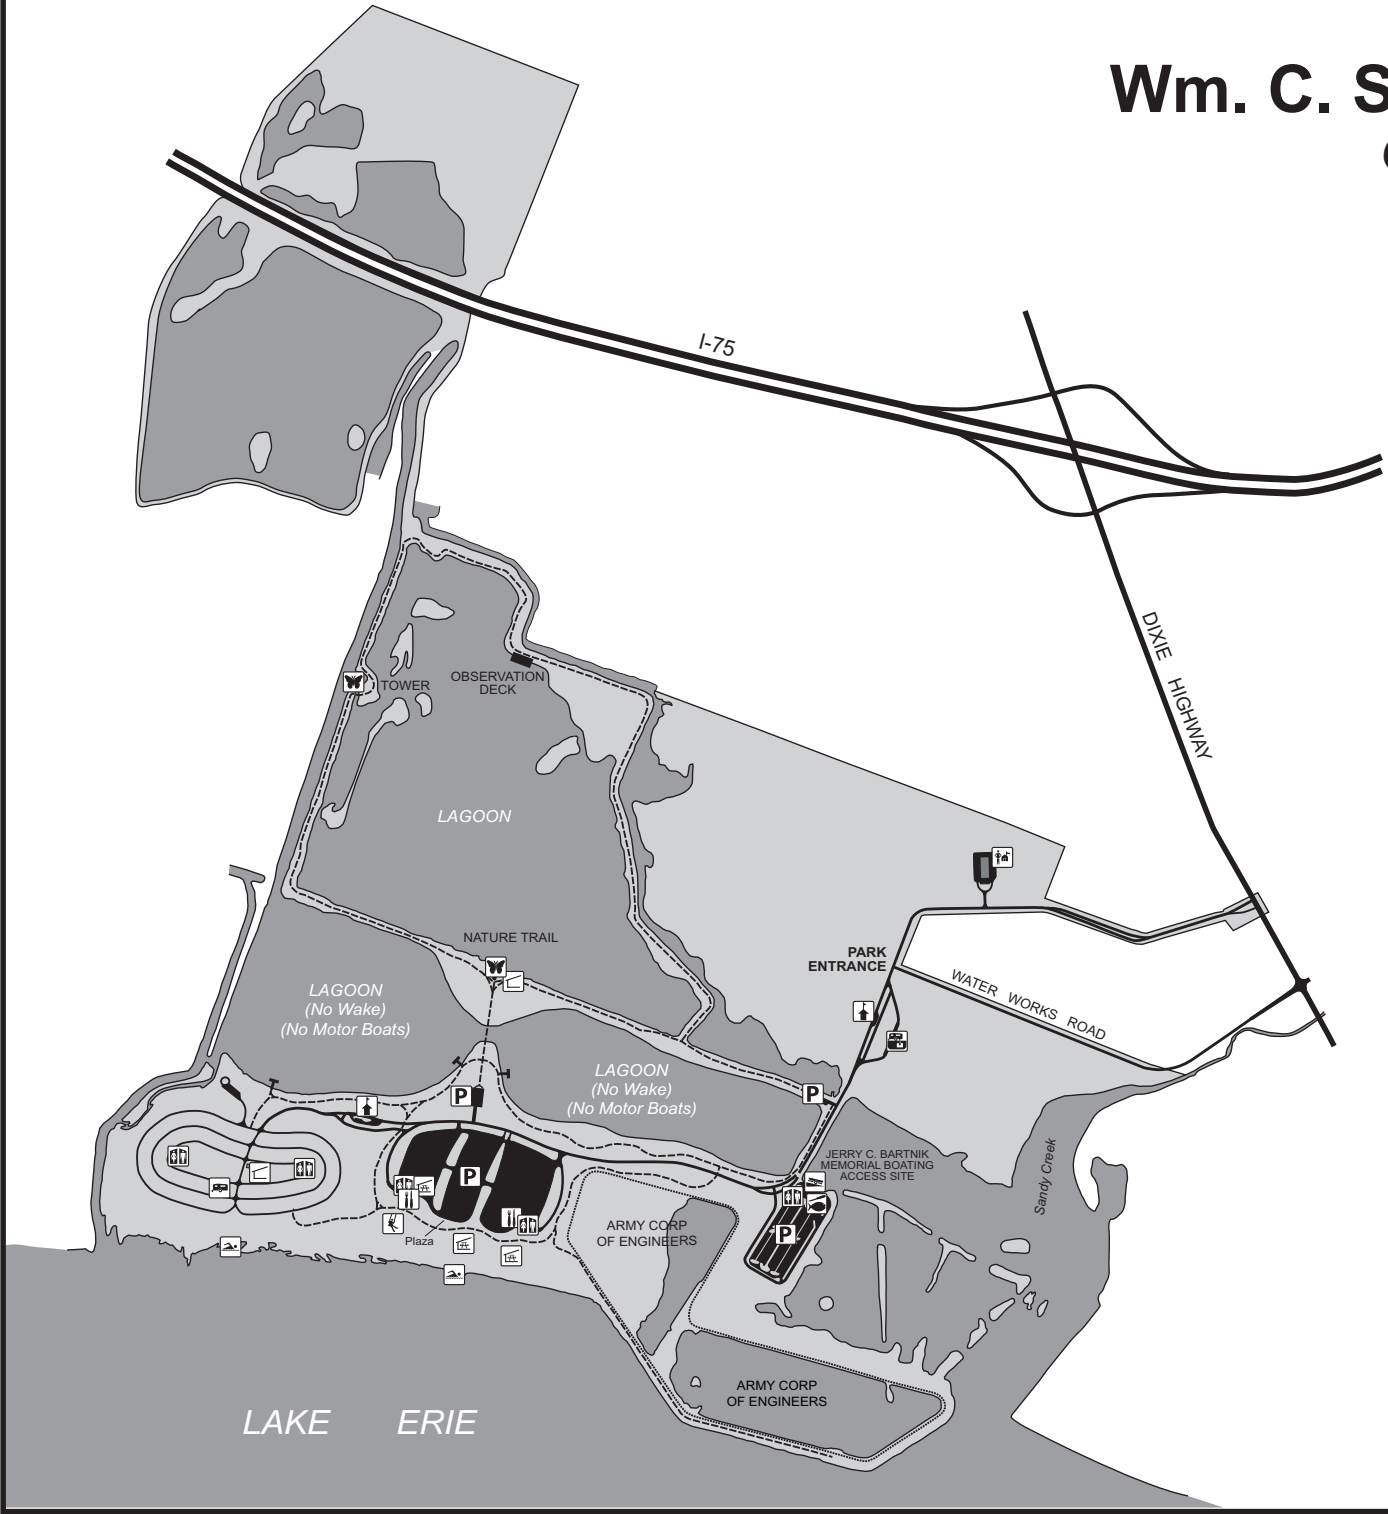 Wm. C. S
I-75
DIXIE HIGHWAY
TOWER
OBSERVATION
DECK
LAGOON
NATURE TRAIL
PARK
ENTRANCE
WATER WORKS ROAD
LAGOON
(No Wake)
(No Motor Boats)
LAGOON
(No Wake)
(No Motor Boats)
P
P
JERRY C. BARTNIK
MEMORIAL BOATING
ACCESS SITE
Sandy Creek
P
P
Plaza
ARMY CORP
OF ENGINEERS
ARMY CORP
OF ENGINEERS
LAKE ERIE